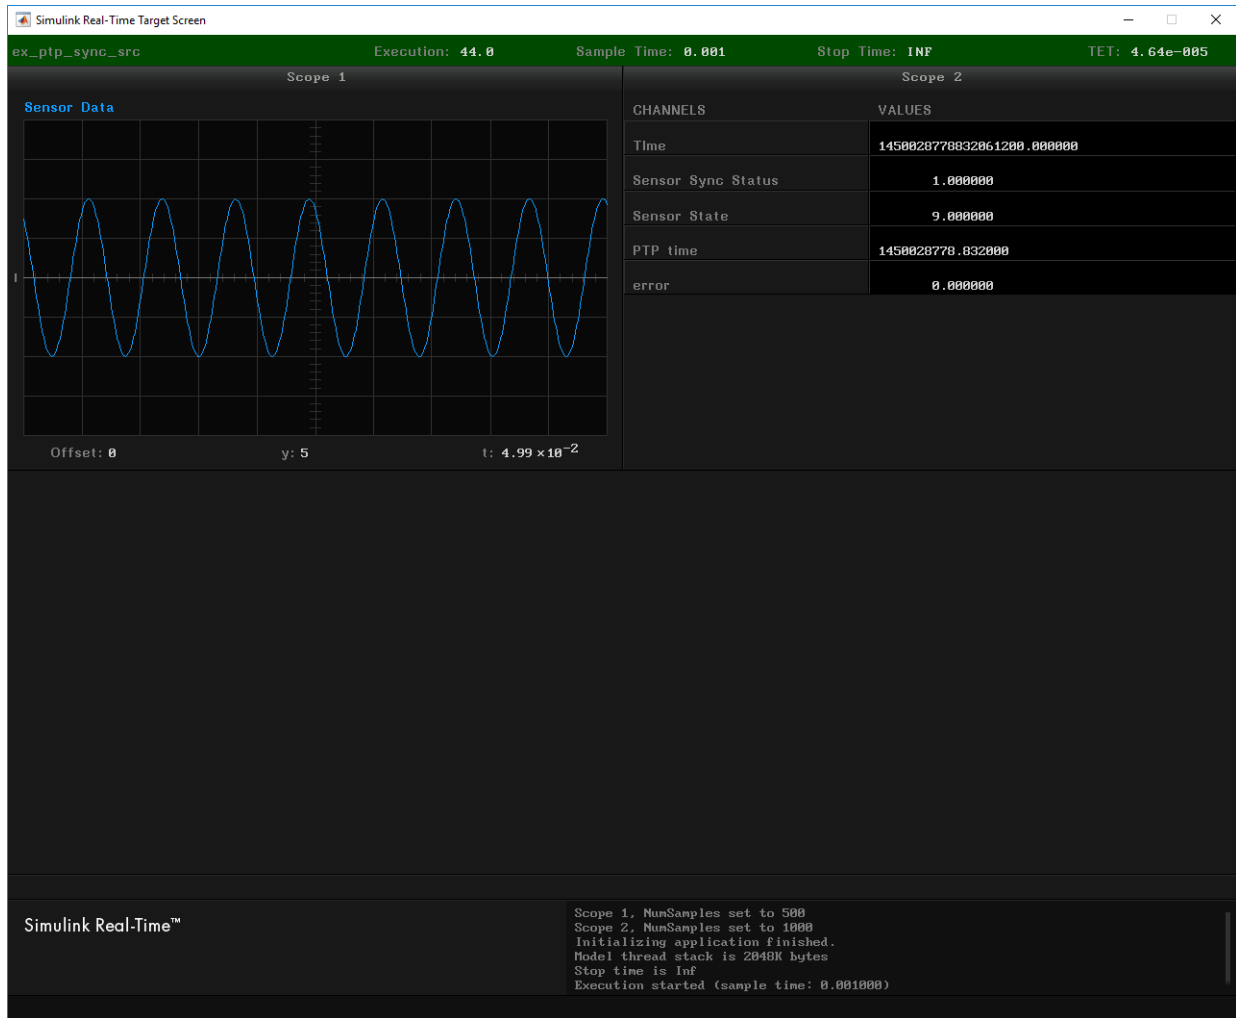 Simulink Real-Time Target Screen
ex_ptp_sync_src Execution: 44.0 Sample Time: 0.001 Stop Time: INF TET: 4.64e-005
Scope 1
Sensor Data
Offset: 0 y: 5 t: 4.99×10⁻²
Scope 2
CHANNELS VALUES
TIme 1450028778832061200.000000
Sensor Sync Status 1.000000
Sensor State 9.000000
PTP time 1450028778.832000
error 0.000000
Simulink Real-Time™
Scope 1, NumSamples set to 500
Scope 2, NumSamples set to 1000
Initializing application finished.
Model thread stack is 2048K bytes
Stop time is Inf
Execution started (sample time: 0.001000)